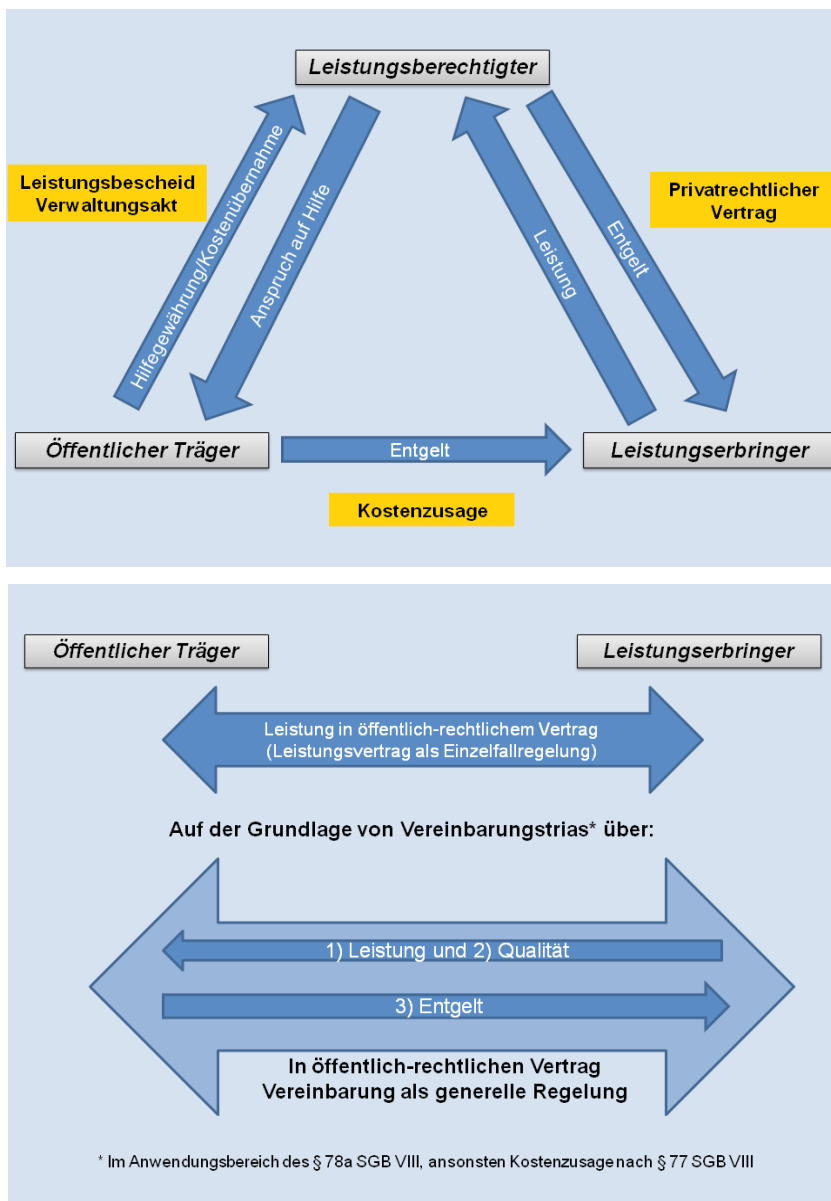 Leistungsberechtigter
Leistungsbescheid
Verwaltungsakt
Hilfegewährung/Kostenübernahme
Anspruch auf Hilfe
Leistung
Entgelt
Privatrechtlicher
Vertrag
Öffentlicher Träger
Entgelt
Leistungserbringer
Kostenzusage
Öffentlicher Träger
Leistungserbringer
Leistung in öffentlich-rechtlichem Vertrag
(Leistungsvertrag als Einzelfallregelung)
Auf der Grundlage von Vereinbarungstrias* über:
1) Leistung und 2) Qualität
3) Entgelt
In öffentlich-rechtlichen Vertrag
Vereinbarung als generelle Regelung
* Im Anwendungsbereich des § 78a SGB VIII, ansonsten Kostenzusage nach § 77 SGB VIII